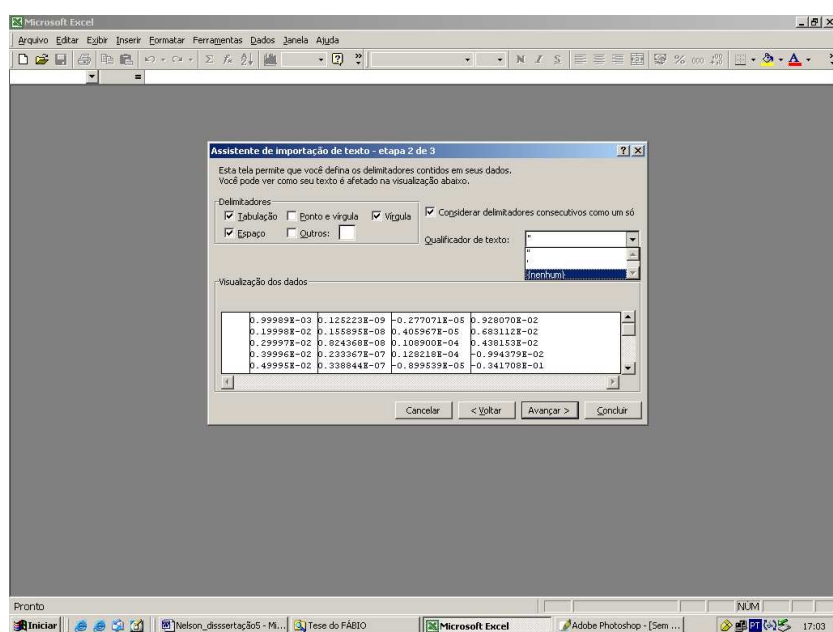 Microsoft Excel
Arquivo Editar Exibir Inserir Formatar Ferramentas Dados Janela Ajuda
N I S % 000
=
Assistente de importação de texto - etapa 2 de 3
Esta tela permite que você defina os delimitadores contidos em seus dados.
Você pode ver como seu texto é afetado na visualização abaixo.
Delimitadores
Tabulação Ponto e vírgula Vírgula
Espaço Outros:
Considerar delimitadores consecutivos como um só
Qualificador de texto: "
"
'
{nenhum}
Visualização dos dados
0.99989E-03 0.125223E-09 -0.277071E-05 0.928070E-02
0.19998E-02 0.155895E-08 0.405967E-05 0.683112E-02
0.29997E-02 0.824368E-08 0.108900E-04 0.438153E-02
0.39996E-02 0.233367E-07 0.128218E-04 -0.994379E-02
0.49995E-02 0.338844E-07 -0.899539E-05 -0.341708E-01
Cancelar < Voltar Avançar > Concluir
Pronto
NUM
Iniciar Nelson_disssertação5 - M... Tese do FÁBIO Microsoft Excel Adobe Photoshop - [Sem ... PT 17:03